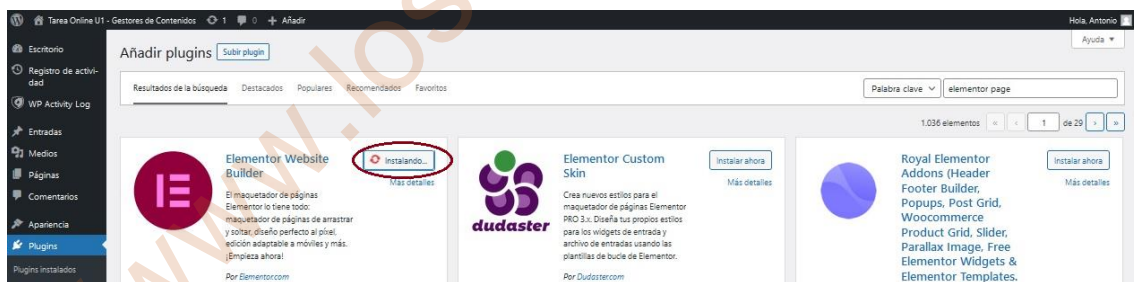 Tarea Online U1 - Gestores de Contenidos 1 0 + Añadir Hola, Antonio
Escritorio
Registro de activi-
dad
WP Activity Log
Entradas
Medios
Páginas
Comentarios
Apariencia
Plugins
Plugins instalados
Ayuda
Añadir plugins Subir plugin
Resultados de la búsqueda Destacados Populares Recomendados Favoritos Palabra clave elementor page
1.036 elementos « ‹ 1 de 29 › »
Elementor Website
Builder
Instalando...
Más detalles
El maquetador de páginas
Elementor lo tiene todo:
maquetador de páginas de arrastrar
y soltar, diseño perfecto al píxel,
edición adaptable a móviles y más.
¡Empieza ahora!
Por Elementor.com
dudaster
Elementor Custom
Skin
Instalar ahora
Más detalles
Crea nuevos estilos para el
maquetador de páginas Elementor
PRO 3.x. Diseña tus propios estilos
para los widgets de entrada y
archivo de entradas usando las
plantillas de bucle de Elementor.
Por Dudaster.com
Royal Elementor
Addons (Header
Footer Builder,
Popups, Post Grid,
Woocommerce
Product Grid, Slider,
Parallax Image, Free
Elementor Widgets &
Elementor Templates.
Instalar ahora
Más detalles
www.los